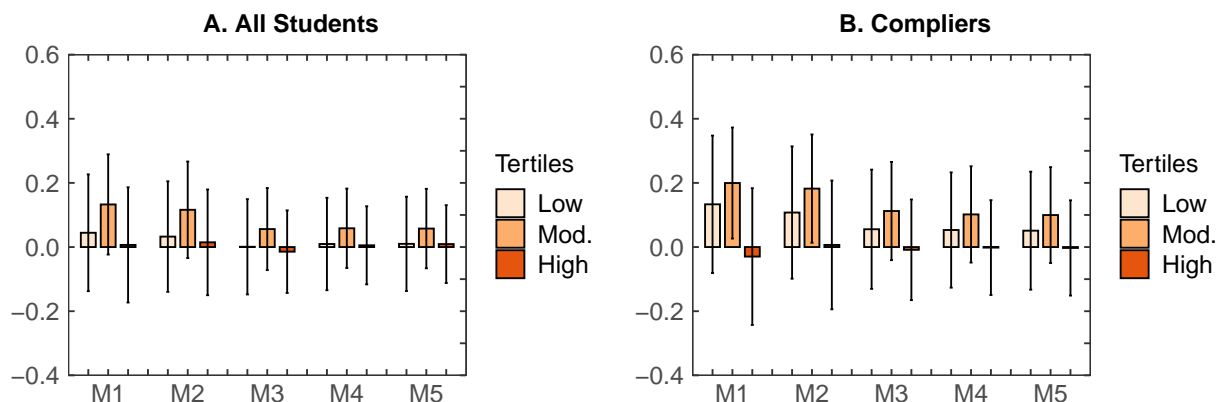 A. All Students
0.6
0.4
0.2
0.0
−0.2
−0.4
M1 M2 M3 M4 M5
Tertiles
Low
Mod.
High
B. Compliers
0.6
0.4
0.2
0.0
−0.2
−0.4
M1 M2 M3 M4 M5
Tertiles
Low
Mod.
High